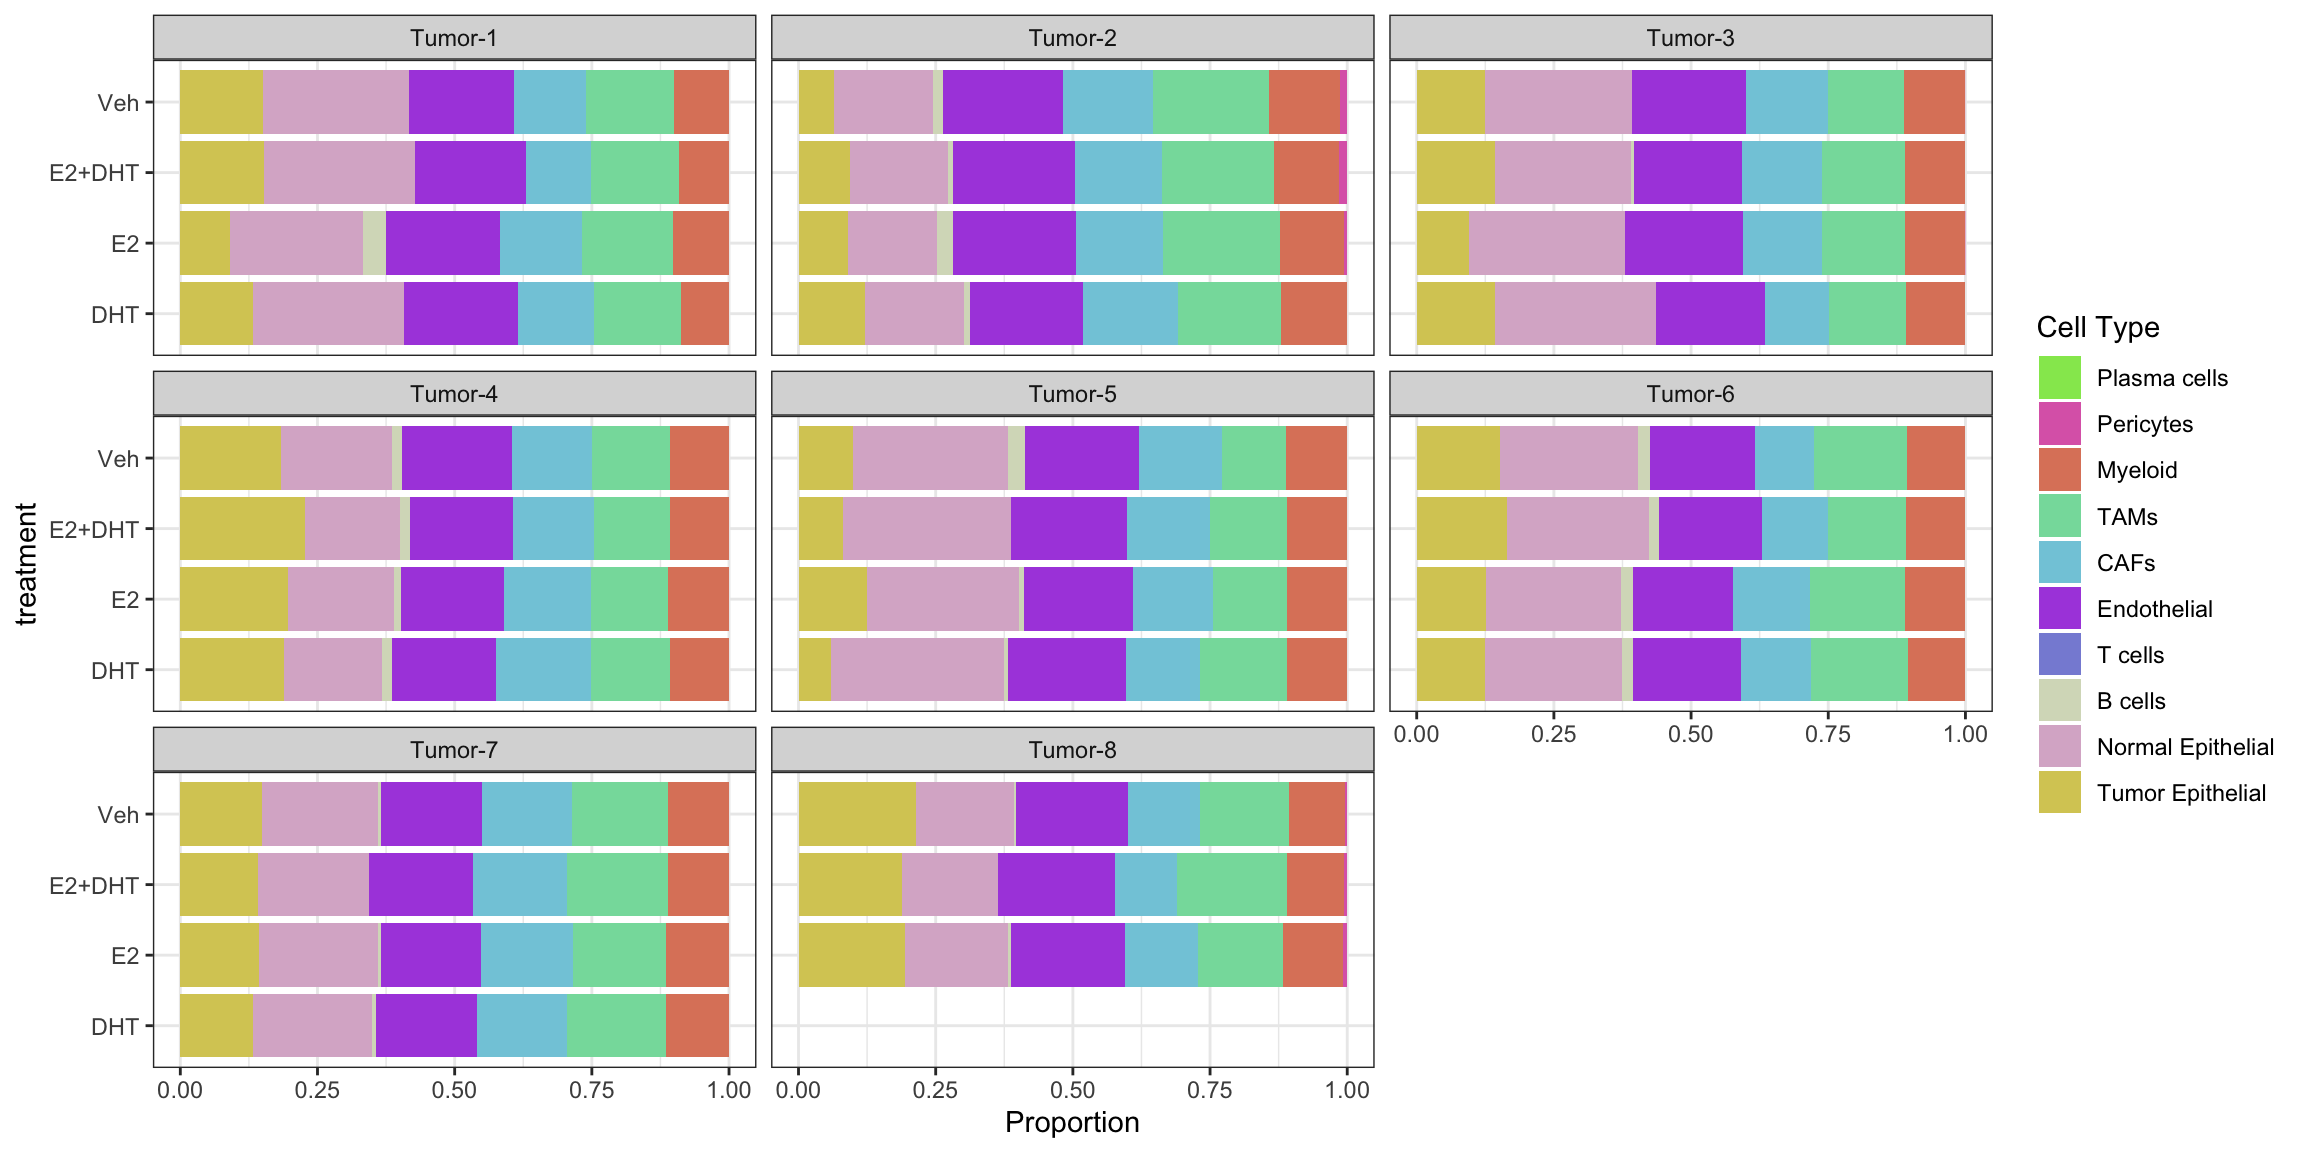 Tumor-1
Tumor-2
Tumor-3
Veh
E2+DHT
E2
DHT
Tumor-4
Tumor-5
Tumor-6
Veh
E2+DHT
E2
DHT
0.00 0.25 0.50 0.75 1.00
Tumor-7
Tumor-8
Veh
E2+DHT
E2
DHT
0.00 0.25 0.50 0.75 1.00
0.00 0.25 0.50 0.75 1.00
Proportion
treatment
Cell Type
Plasma cells
Pericytes
Myeloid
TAMs
CAFs
Endothelial
T cells
B cells
Normal Epithelial
Tumor Epithelial